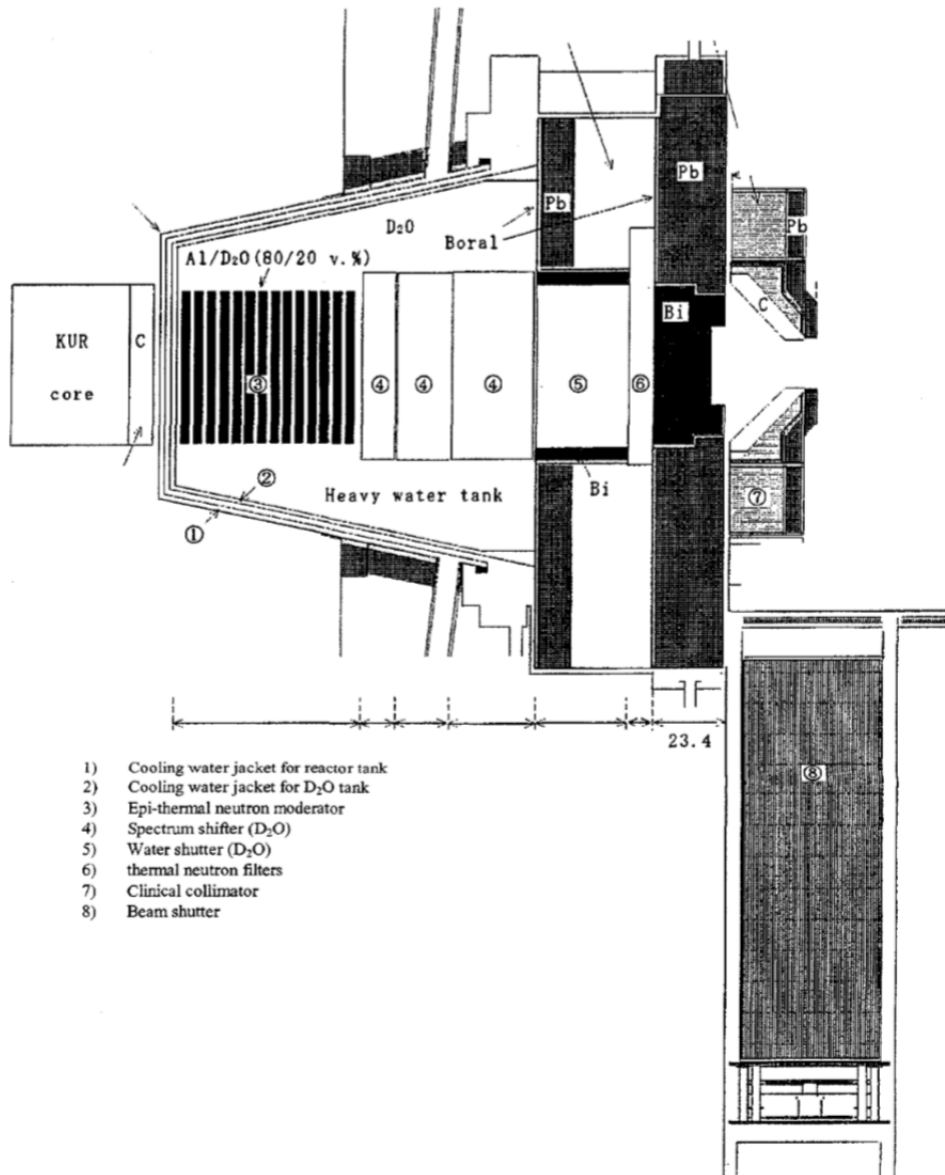 Pb
D₂O
Pb
Boral
Pb
Al/D₂O(80/20 v.%)
C
Bi
KUR
core
C
③
④
④
④
⑤
⑥
②
Heavy water tank
Bi
⑦
①
23.4
⑧
1) Cooling water jacket for reactor tank
2) Cooling water jacket for D₂O tank
3) Epi-thermal neutron moderator
4) Spectrum shifter (D₂O)
5) Water shutter (D₂O)
6) thermal neutron filters
7) Clinical collimator
8) Beam shutter